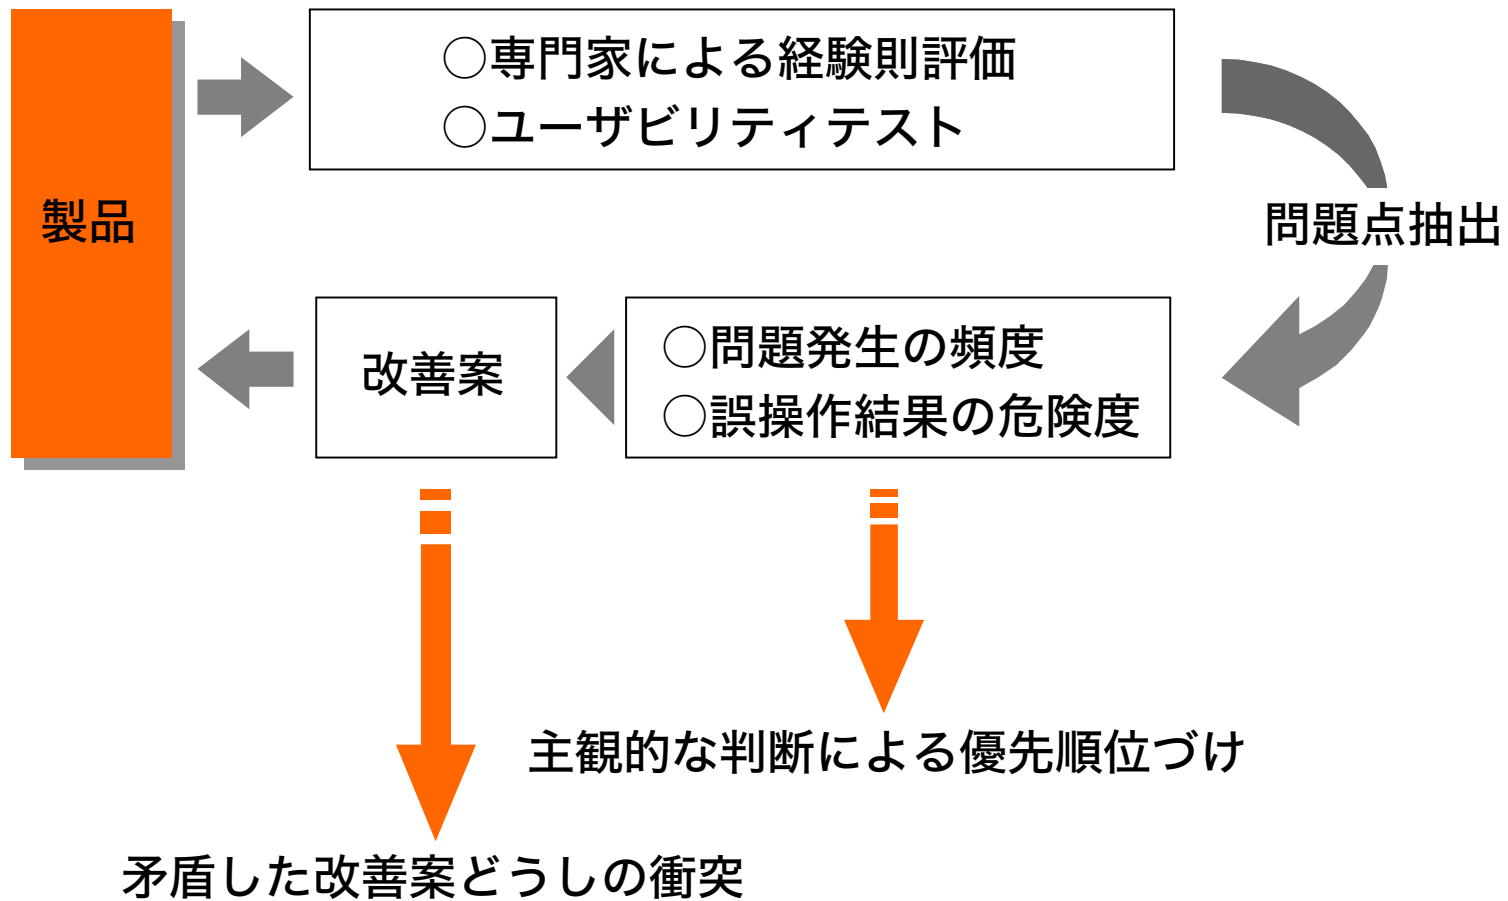 ○専門家による経験則評価
○ユーザビリティテスト
製品
問題点抽出
改善案
○問題発生の頻度
○誤操作結果の危険度
主観的な判断による優先順位づけ
矛盾した改善案どうしの衝突